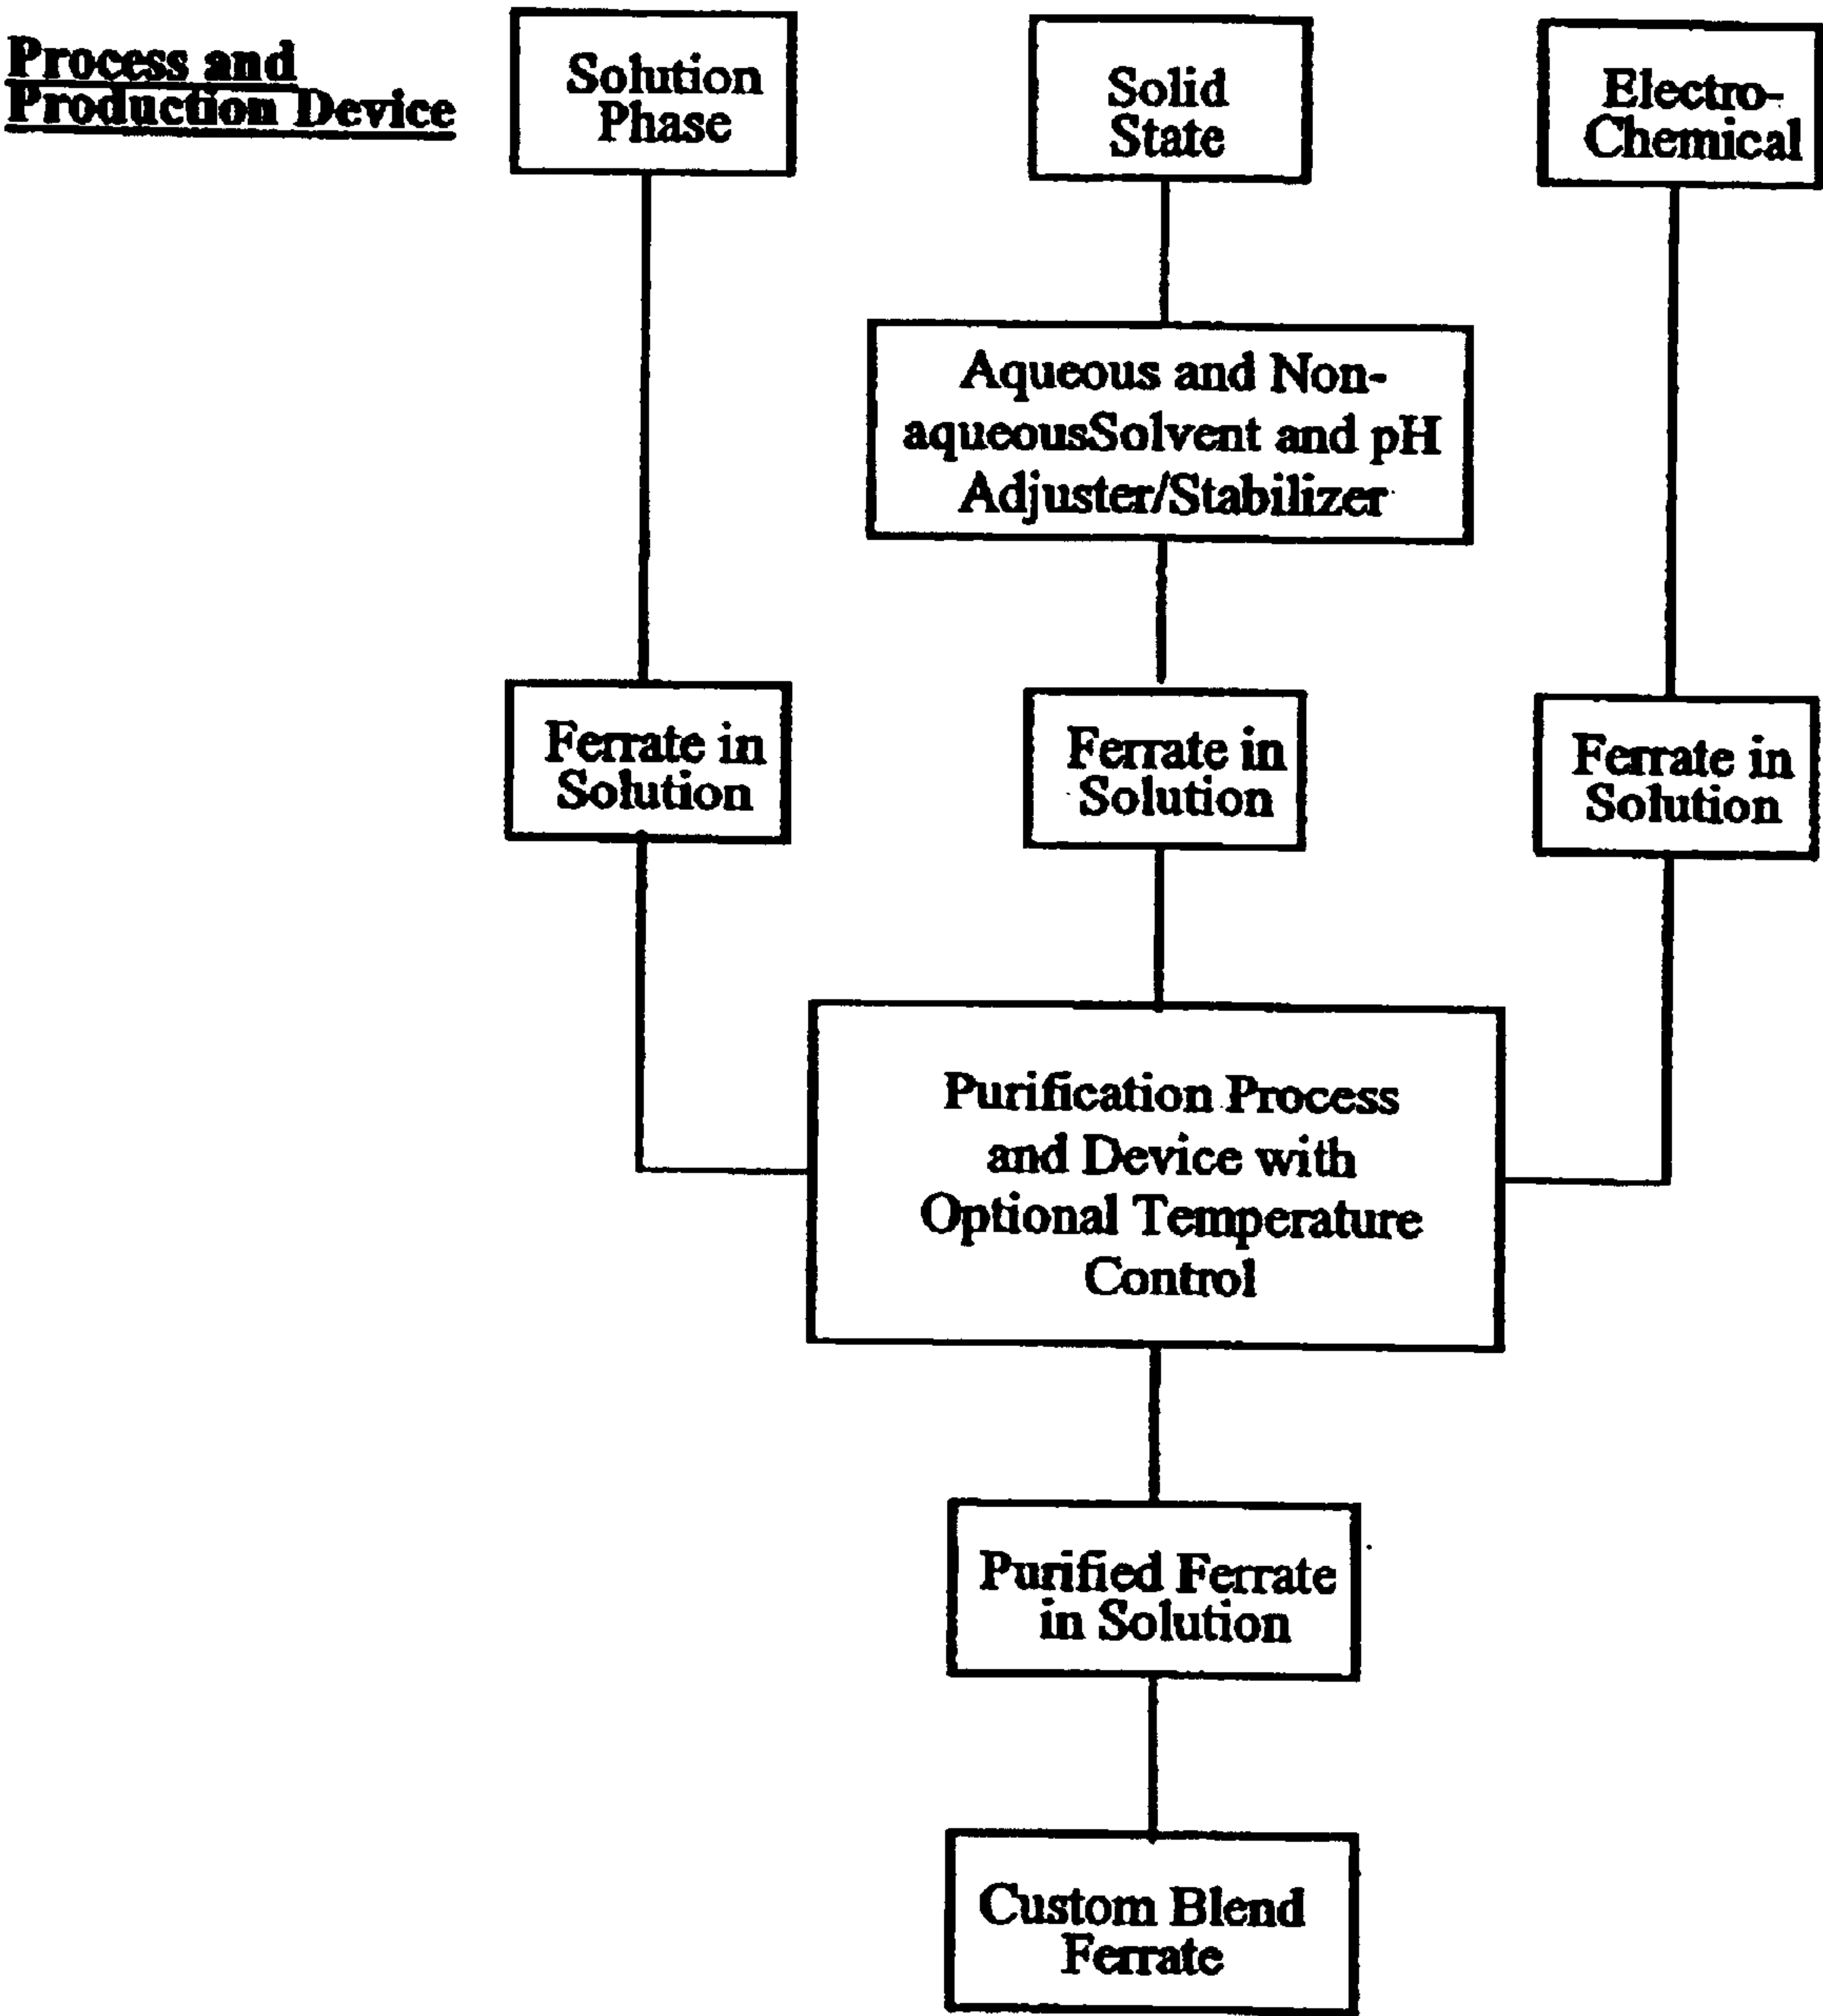 Process and
Production Device
Solution
Phase
Solid
State
Electro-
Chemical
Aqueous and Non-
aqueousSolvent and pH
Adjuster/Stabilizer
Ferrate in
Solution
Ferrate in
Solution
Ferrate in
Solution
Purification Process
and Device with
Optional Temperature
Control
Purified Ferrate
in Solution
Custom Blend
Ferrate